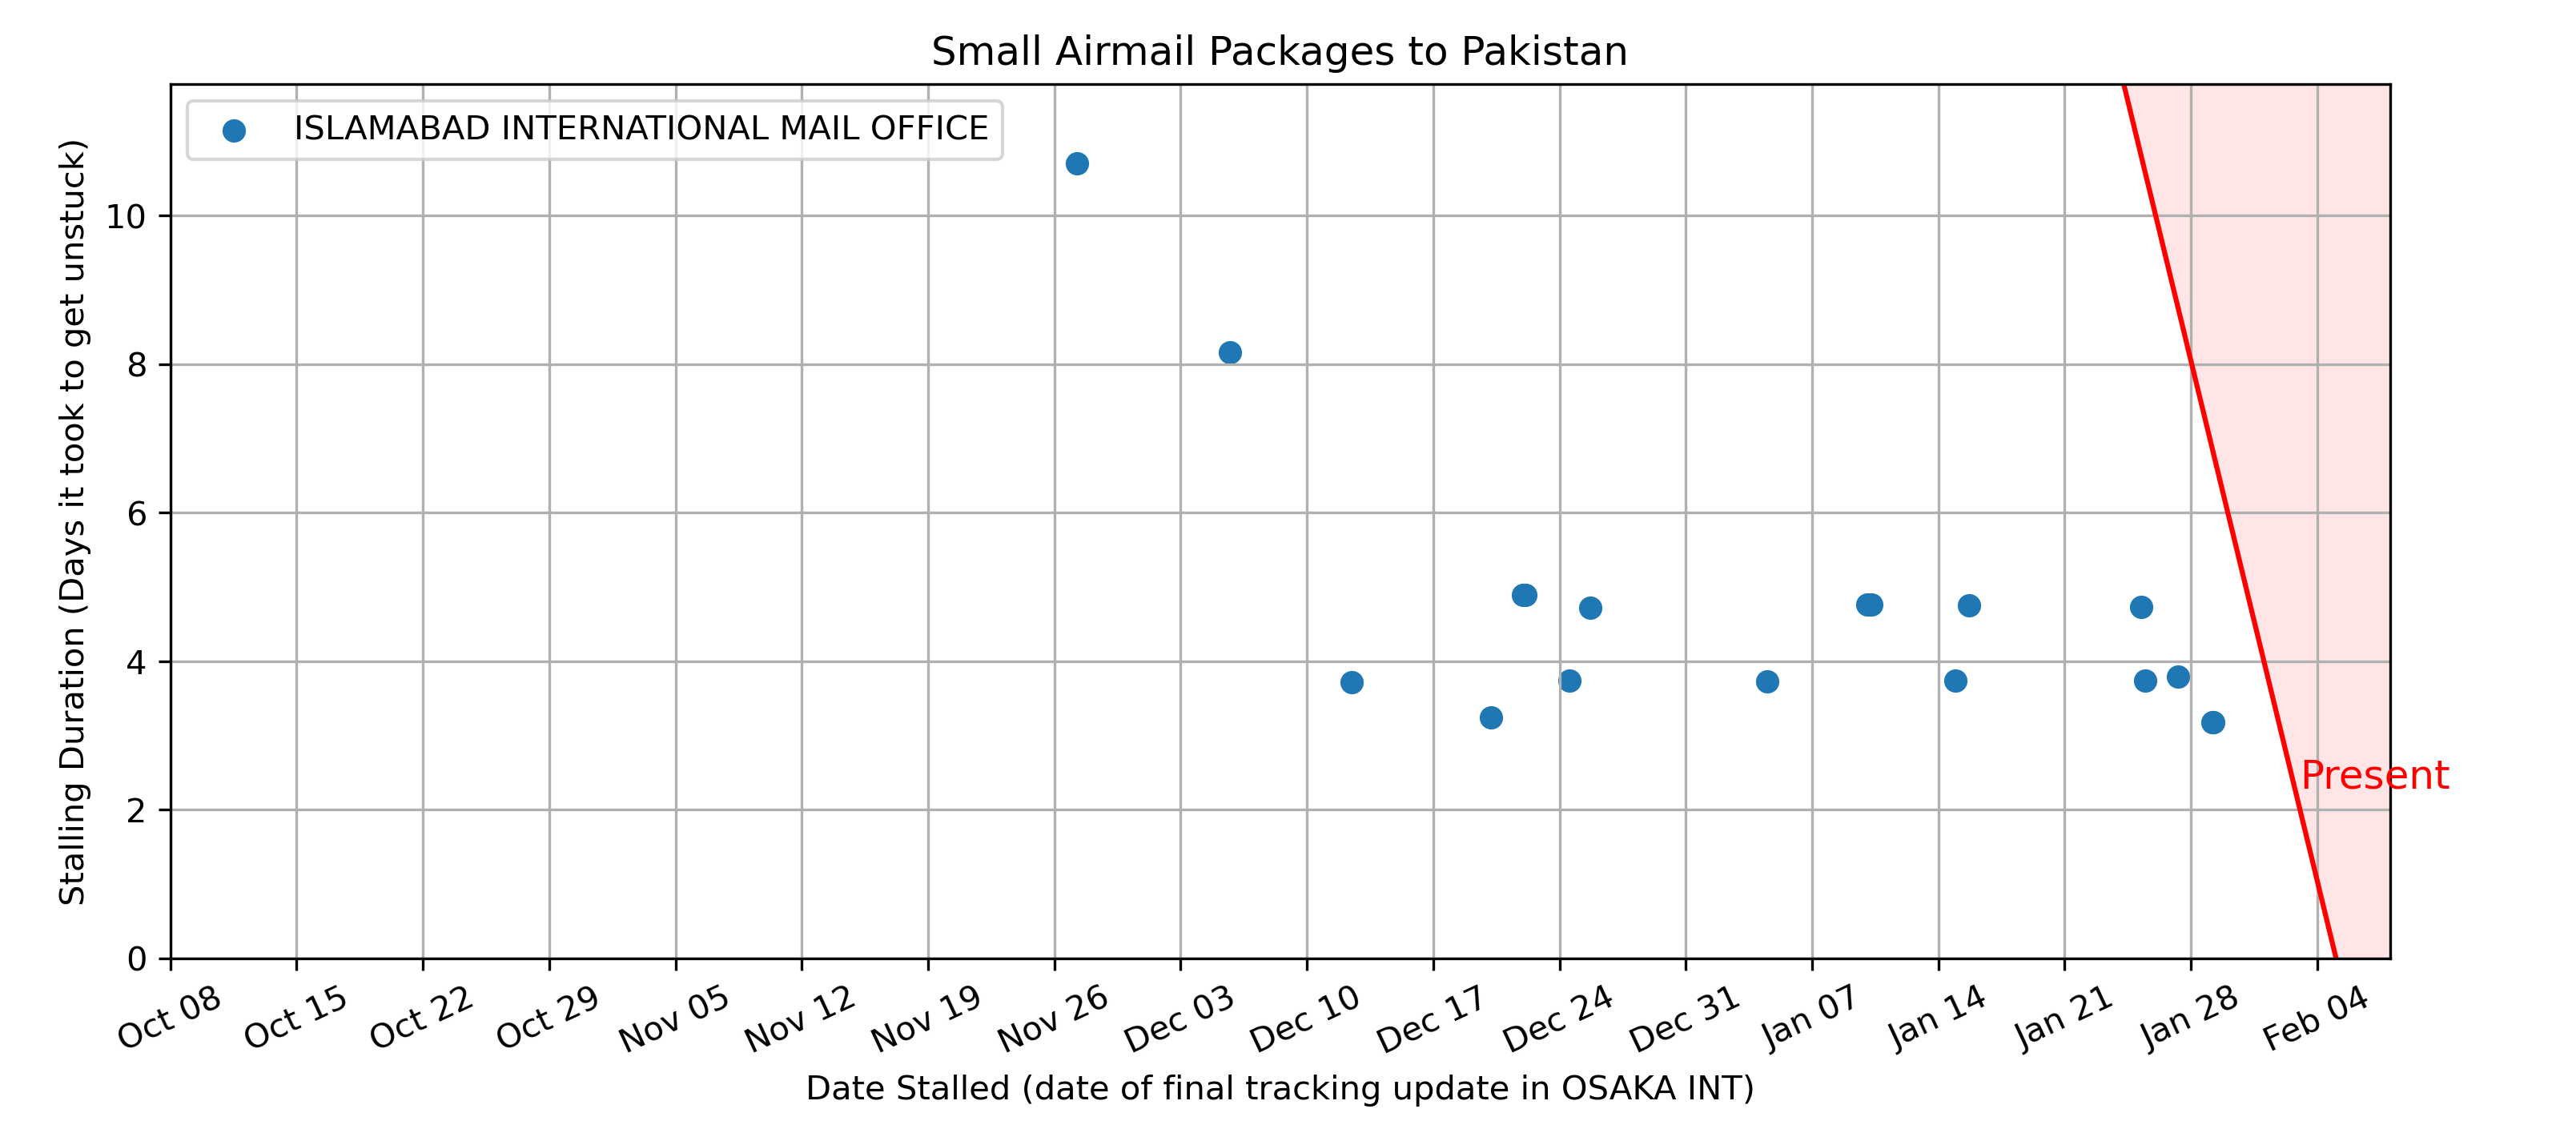 Small Airmail Packages to Pakistan
ISLAMABAD INTERNATIONAL MAIL OFFICE
Stalling Duration (Days it took to get unstuck)
10
8
6
4
2
0
Present
Oct 08
Oct 15
Oct 22
Oct 29
Nov 05
Nov 12
Nov 19
Nov 26
Dec 03
Dec 10
Dec 17
Dec 24
Dec 31
Jan 07
Jan 14
Jan 21
Jan 28
Feb 04
Date Stalled (date of final tracking update in OSAKA INT)